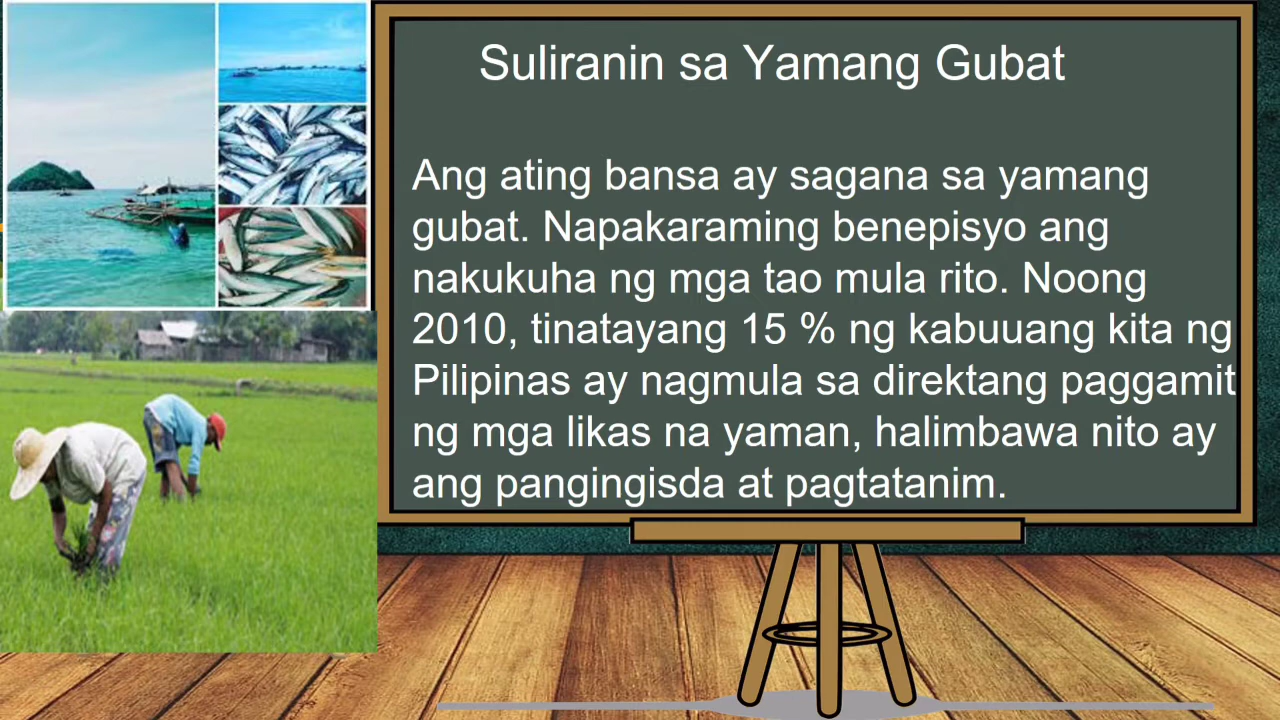 Suliranin sa Yamang Gubat
Ang ating bansa ay sagana sa yamang
gubat. Napakaraming benepisyo ang
nakukuha ng mga tao mula rito. Noong
2010, tinatayang 15 % ng kabuuang kita ng
Pilipinas ay nagmula sa direktang paggamit
ng mga likas na yaman, halimbawa nito ay
ang pangingisda at pagtatanim.